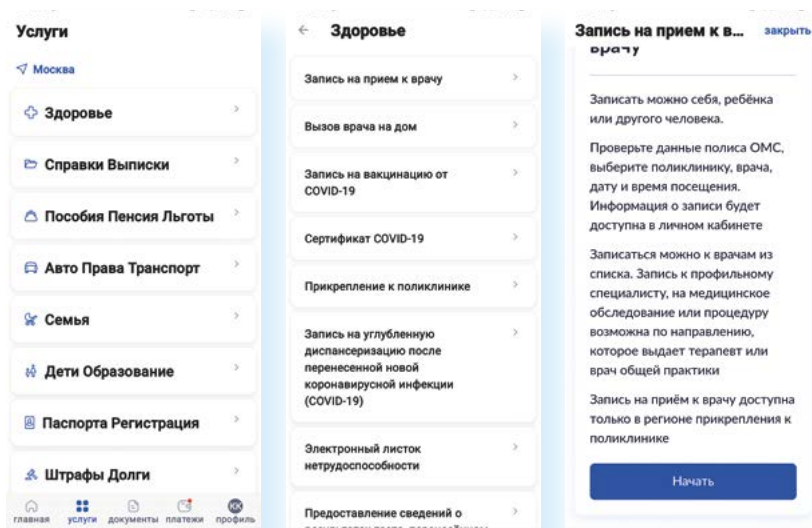 Услуги
Москва
Здоровье
Справки Выписки
Пособия Пенсия Льготы
Авто Права Транспорт
Семья
Дети Образование
Паспорта Регистрация
Штрафы Долги
главная услуги документы платежи профиль
КК
Здоровье
Запись на прием к врачу
Вызов врача на дом
Запись на вакцинацию от
COVID-19
Сертификат COVID-19
Прикрепление к поликлинике
Запись на углубленную
диспансеризацию после
перенесенной новой
коронавирусной инфекции
(COVID-19)
Электронный листок
нетрудоспособности
Предоставление сведений о
Запись на прием к в... закрыть
врачу
Записать можно себя, ребёнка
или другого человека.
Проверьте данные полиса ОМС,
выберите поликлинику, врача,
дату и время посещения.
Информация о записи будет
доступна в личном кабинете
Записаться можно к врачам из
списка. Запись к профильному
специалисту, на медицинское
обследование или процедуру
возможна по направлению,
которое выдает терапевт или
врач общей практики
Запись на приём к врачу доступна
только в регионе прикрепления к
поликлинике
Начать